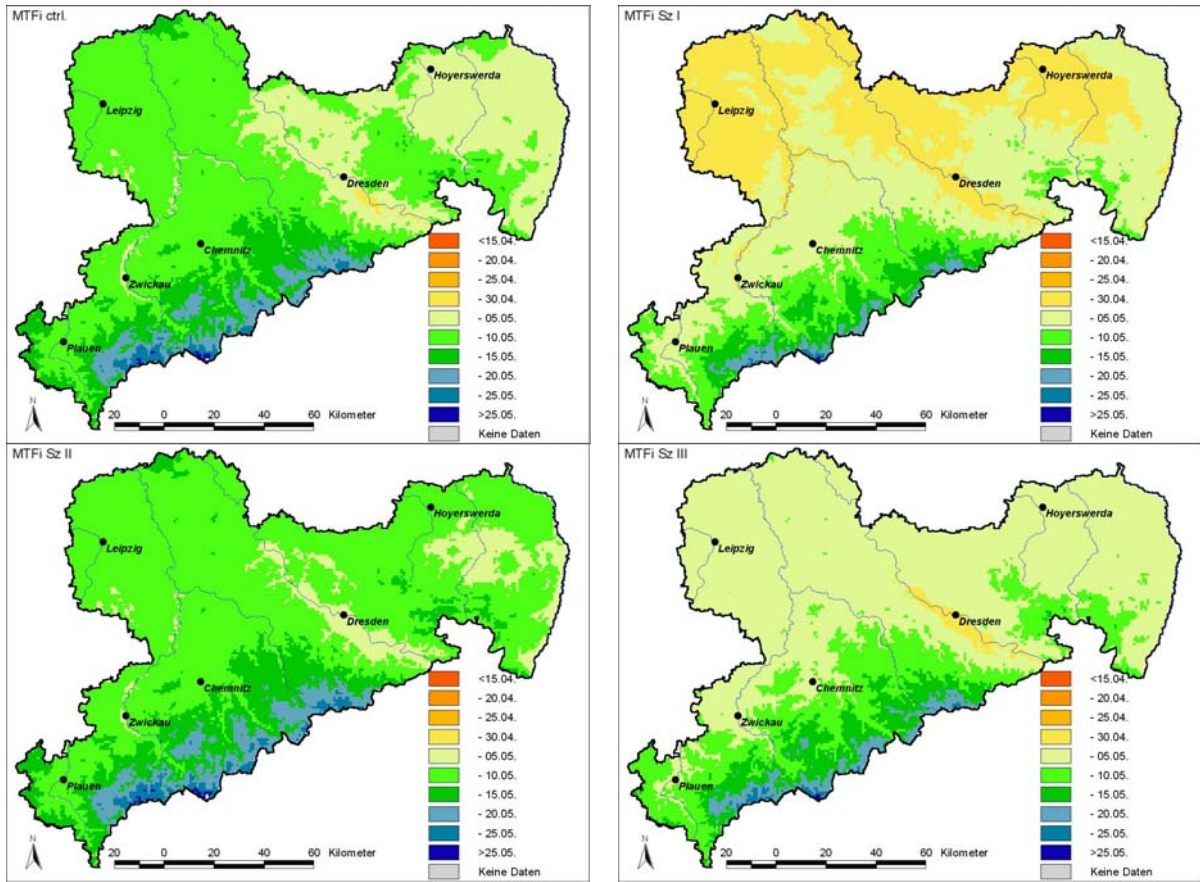 MTFi ctrl.
Hoyerswerda
Leipzig
Dresden
Chemnitz
Zwickau
Plauen
<15.04.
- 20.04.
- 25.04.
- 30.04.
- 05.05.
- 10.05.
- 15.05.
- 20.05.
- 25.05.
>25.05.
Keine Daten
N
20 0 20 40 60 Kilometer
MTFi Sz I
Hoyerswerda
Leipzig
Dresden
Chemnitz
Zwickau
Plauen
<15.04.
- 20.04.
- 25.04.
- 30.04.
- 05.05.
- 10.05.
- 15.05.
- 20.05.
- 25.05.
>25.05.
Keine Daten
N
20 0 20 40 60 Kilometer
MTFi Sz II
Hoyerswerda
Leipzig
Dresden
Chemnitz
Zwickau
Plauen
<15.04.
- 20.04.
- 25.04.
- 30.04.
- 05.05.
- 10.05.
- 15.05.
- 20.05.
- 25.05.
>25.05.
Keine Daten
N
20 0 20 40 60 Kilometer
MTFi Sz III
Hoyerswerda
Leipzig
Dresden
Chemnitz
Zwickau
Plauen
<15.04.
- 20.04.
- 25.04.
- 30.04.
- 05.05.
- 10.05.
- 15.05.
- 20.05.
- 25.05.
>25.05.
Keine Daten
N
20 0 20 40 60 Kilometer